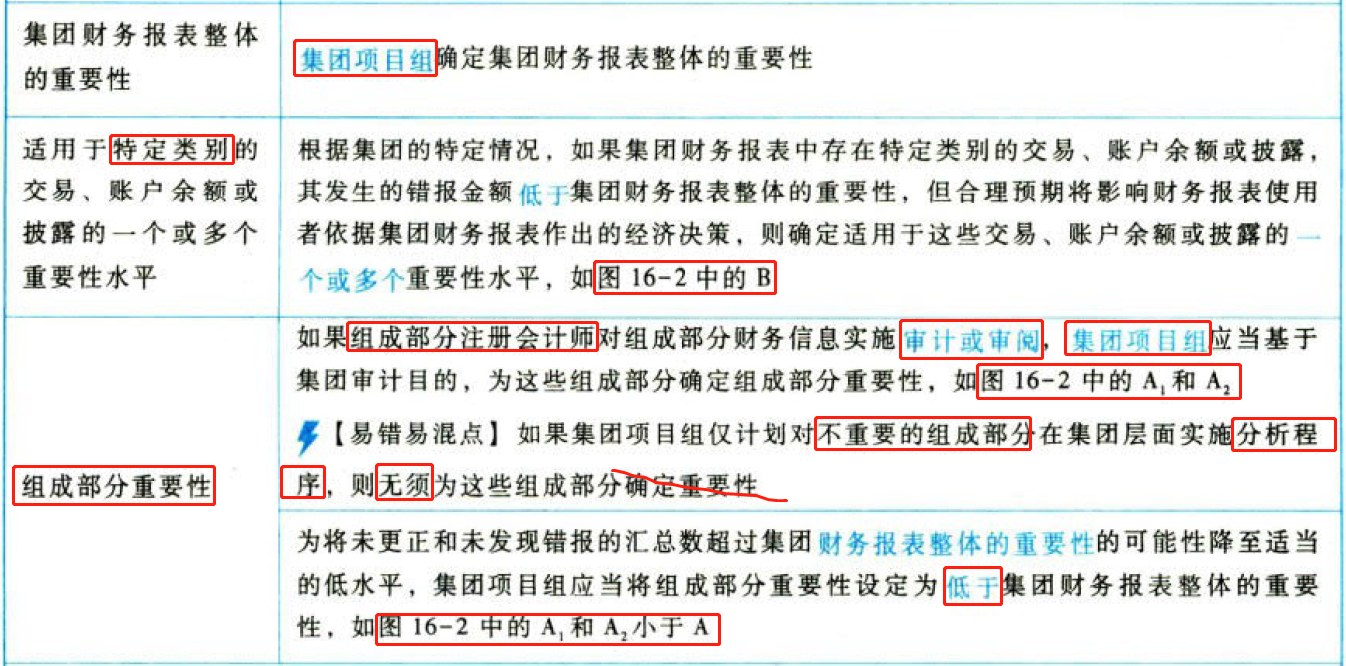 集团财务报表整体
的重要性
集团项目组确定集团财务报表整体的重要性
适用于特定类别的
交易、账户余额或
披露的一个或多个
重要性水平
根据集团的特定情况，如果集团财务报表中存在特定类别的交易、账户余额或披露，
其发生的错报金额低于集团财务报表整体的重要性，但合理预期将影响财务报表使用
者依据集团财务报表作出的经济决策，则确定适用于这些交易、账户余额或披露的一
个或多个重要性水平，如图 16-2 中的 B
组成部分重要性
如果组成部分注册会计师对组成部分财务信息实施审计或审阅，集团项目组应当基于
集团审计目的，为这些组成部分确定组成部分重要性，如图 16-2 中的 A₁和 A₂
【易错易混点】如果集团项目组仅计划对不重要的组成部分在集团层面实施分析程
序，则无须为这些组成部分确定重要性
为将未更正和未发现错报的汇总数超过集团财务报表整体的重要性的可能性降至适当
的低水平，集团项目组应当将组成部分重要性设定为低于集团财务报表整体的重要
性，如图 16-2 中的 A₁和 A₂小于 A